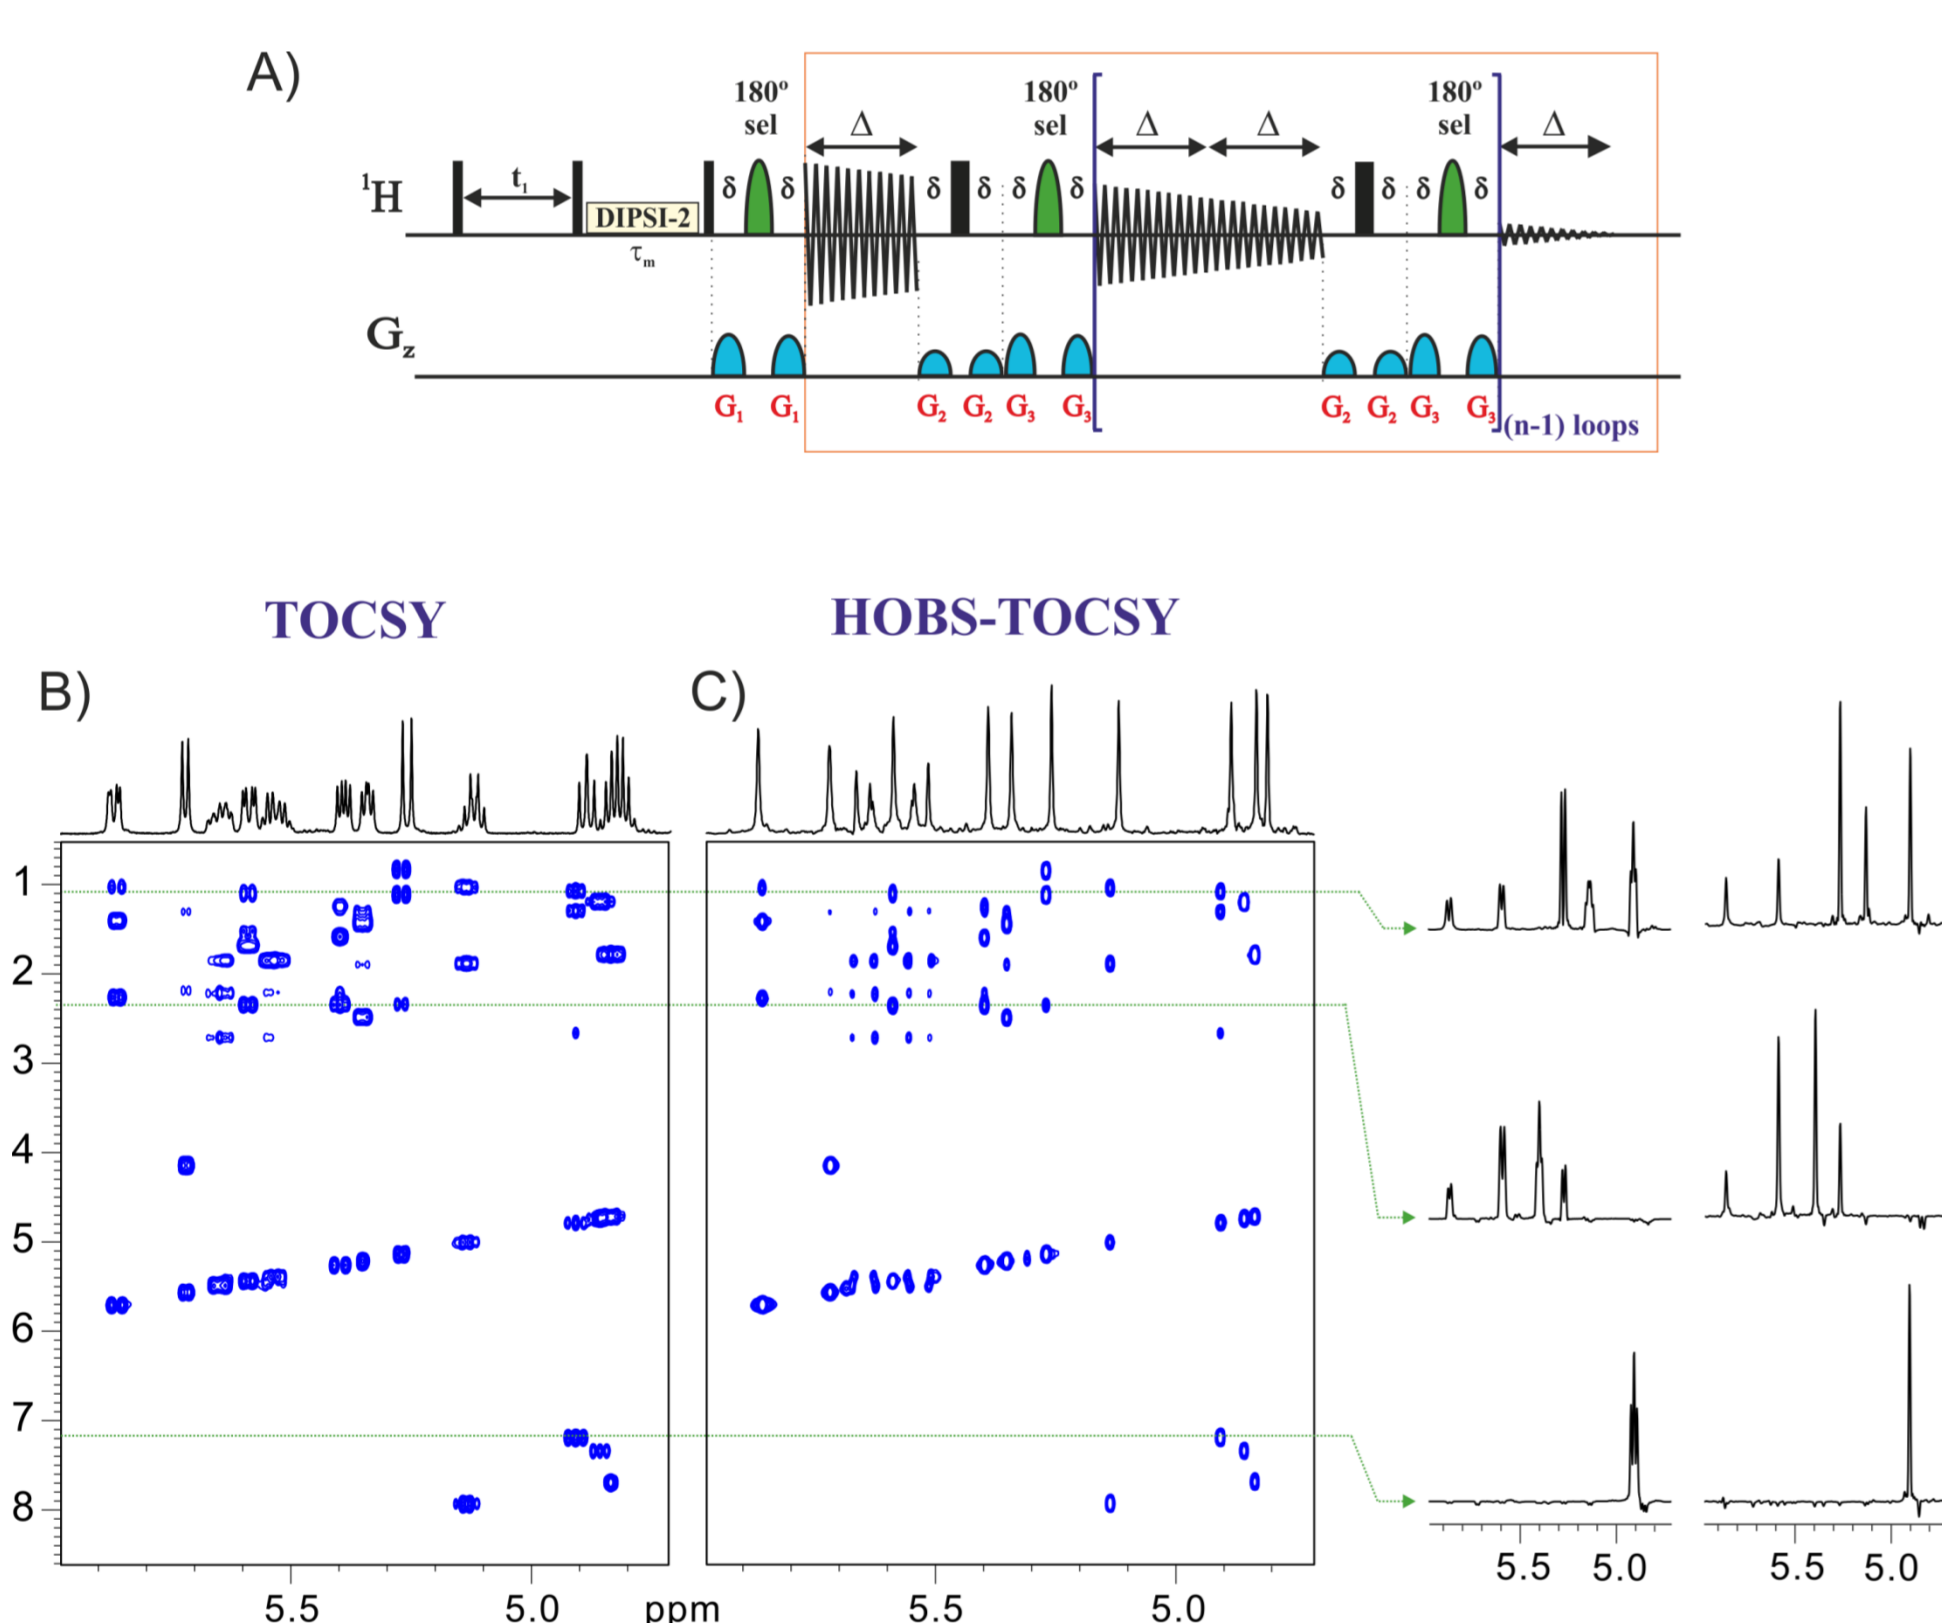 A)
180º 180º 180º
sel Δ sel Δ Δ sel Δ
¹H t₁ δ δ δ δ δ δ δ δ δ δ
DIPSI-2
τₘ
G_z
G₁ G₁ G₂ G₂ G₃ G₃ G₂ G₂ G₃ G₃
(n-1) loops
TOCSY HOBS-TOCSY
B) C)
1
2
3
4
5
6
7
8
5.5 5.0 ppm 5.5 5.0
5.5 5.0 5.5 5.0